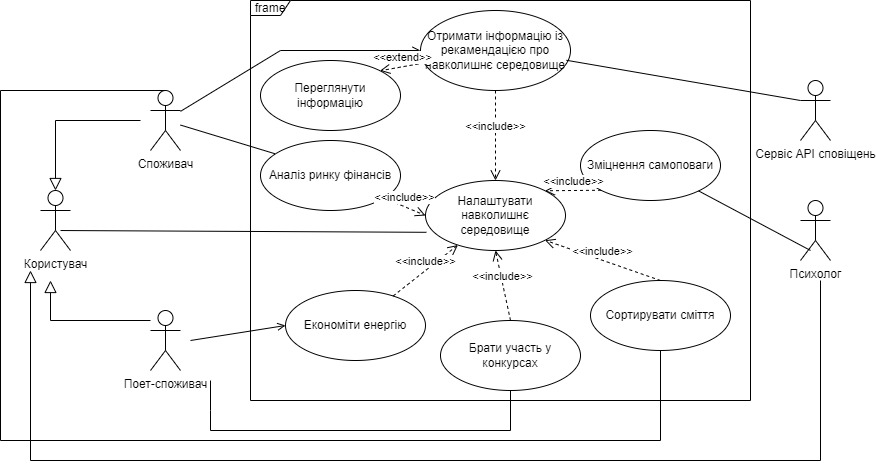 frame
Отримати інформацію із
рекомендацією про
навколишнє середовище
<<extend>>
Переглянути
інформацію
<<include>>
Споживач
Сервіс API сповіщень
Зміцнення самоповаги
Аналіз ринку фінансів
<<include>>
<<include>>
Налаштувати
навколишнє
середовище
Користувач
Психолог
<<include>>
<<include>>
<<include>>
Економіти енергію
Сортирувати сміття
Брати участь у
конкурсах
Поет-споживач